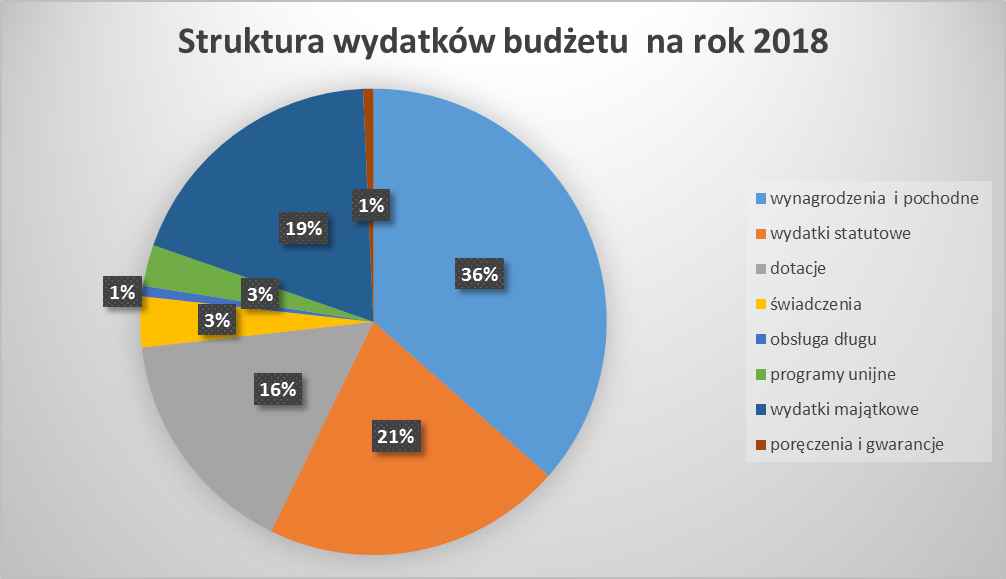 Struktura wydatków budżetu  na rok 2018
36%
21%
16%
3%
1%
3%
19%
1%
wynagrodzenia  i pochodne
wydatki statutowe
dotacje
świadczenia
obsługa długu
programy unijne
wydatki majątkowe
poręczenia i gwarancje